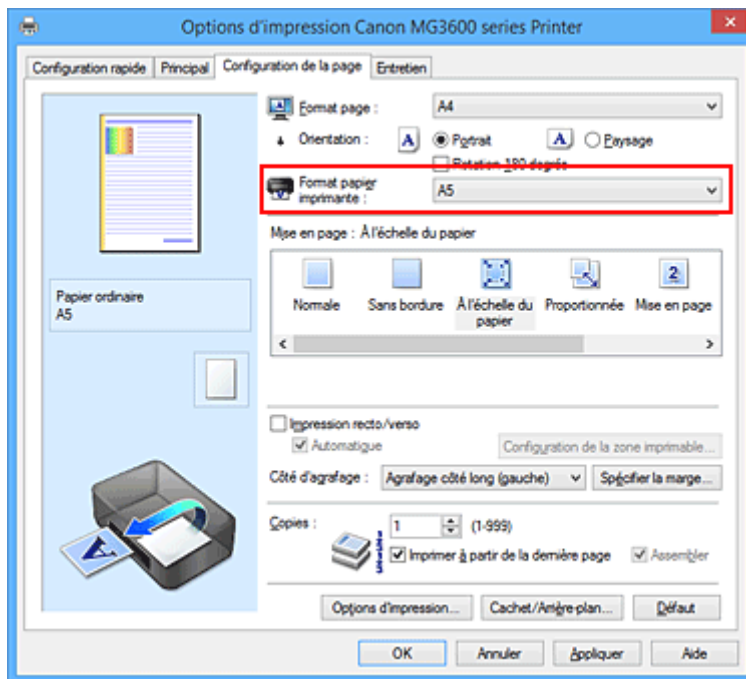 Options d'impression Canon MG3600 series Printer
Configuration rapide Principal Configuration de la page Entretien
Format page : A4
Orientation : A Portrait A Paysage
Rotation 180 degrés
Format papier imprimante : A5
Mise en page : À l'échelle du papier
Normale Sans bordure À l'échelle du papier Proportionnée Mise en page
Papier ordinaire
A5
Impression recto/verso
Automatique Configuration de la zone imprimable...
Côté d'agrafage : Agrafage côté long (gauche) Spécifier la marge...
Copies : 1 (1-999)
Imprimer à partir de la dernière page Assembler
Options d'impression... Cachet/Arrière-plan... Défaut
OK Annuler Appliquer Aide